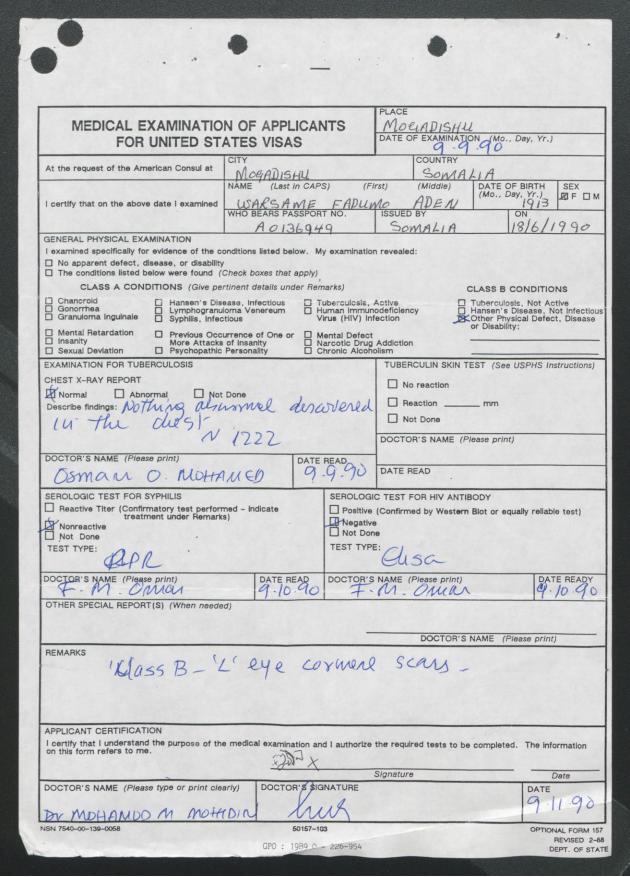 MEDICAL EXAMINATION OF APPLICANTS
FOR UNITED STATES VISAS
PLACE
MOGADISHU
DATE OF EXAMINATION (Mo., Day, Yr.)
9.9.90
At the request of the American Consul at
CITY
MOGADISHU
COUNTRY
SOMALIA
I certify that on the above date I examined
NAME (Last in CAPS) (First) (Middle)
WARSAME FADUMO ADEN
DATE OF BIRTH
(Mo., Day, Yr.)
1913
SEX
F M
WHO BEARS PASSPORT NO.
A0136949
ISSUED BY
SOMALIA
ON
18/6/1990
GENERAL PHYSICAL EXAMINATION
I examined specifically for evidence of the conditions listed below. My examination revealed:
No apparent defect, disease, or disability
The conditions listed below were found (Check boxes that apply)
CLASS A CONDITIONS (Give pertinent details under Remarks)
CLASS B CONDITIONS
Chancroid
Gonorrhea
Granuloma Inguinale
Hansen's Disease, Infectious
Lymphogranuloma Venereum
Syphilis, Infectious
Tuberculosis, Active
Human Immunodeficiency
Virus (HIV) Infection
Tuberculosis, Not Active
Hansen's Disease, Not Infectious
Other Physical Defect, Disease
or Disability:
Mental Retardation
Insanity
Sexual Deviation
Previous Occurrence of One or
More Attacks of Insanity
Psychopathic Personality
Mental Defect
Narcotic Drug Addiction
Chronic Alcoholism
EXAMINATION FOR TUBERCULOSIS
CHEST X-RAY REPORT
Normal Abnormal Not Done
Describe findings: Nothing abnormal discovered
in the chest
N 1222
DOCTOR'S NAME (Please print)
OSMAN O. MOHAMED
DATE READ
9.9.90
TUBERCULIN SKIN TEST (See USPHS Instructions)
No reaction
Reaction mm
Not Done
DOCTOR'S NAME (Please print)
DATE READ
SEROLOGIC TEST FOR SYPHILIS
Reactive Titer (Confirmatory test performed - indicate
treatment under Remarks)
Nonreactive
Not Done
TEST TYPE:
RPR
DOCTOR'S NAME (Please print)
F. M. Omar
DATE READ
9.10.90
SEROLOGIC TEST FOR HIV ANTIBODY
Positive (Confirmed by Western Blot or equally reliable test)
Negative
Not Done
TEST TYPE:
Elisa
DOCTOR'S NAME (Please print)
F. M. Omar
DATE READY
9.10.90
OTHER SPECIAL REPORT(S) (When needed)
DOCTOR'S NAME (Please print)
REMARKS
Class B - 'L' eye scars -
APPLICANT CERTIFICATION
I certify that I understand the purpose of the medical examination and I authorize the required tests to be completed. The information
on this form refers to me.
X
Signature
Date
DOCTOR'S NAME (Please type or print clearly)
Dr MOHAMUD M MOHIDIN
DOCTOR'S SIGNATURE
DATE
9.11.90
NSN 7540-00-139-0058
50157-103
OPTIONAL FORM 157
REVISED 2-88
DEPT. OF STATE
GPO : 1989 O - 226-954